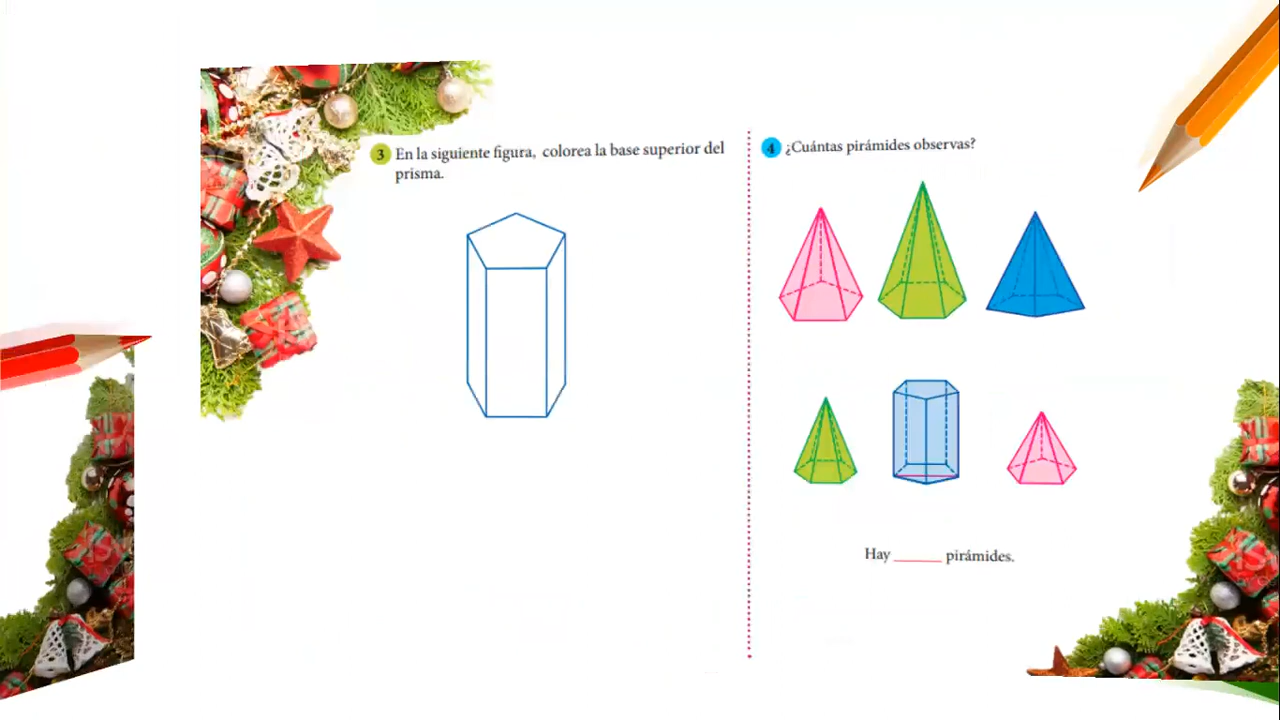 3 En la siguiente figura, colorea la base superior del
prisma.
4 ¿Cuántas pirámides observas?
Hay ______ pirámides.